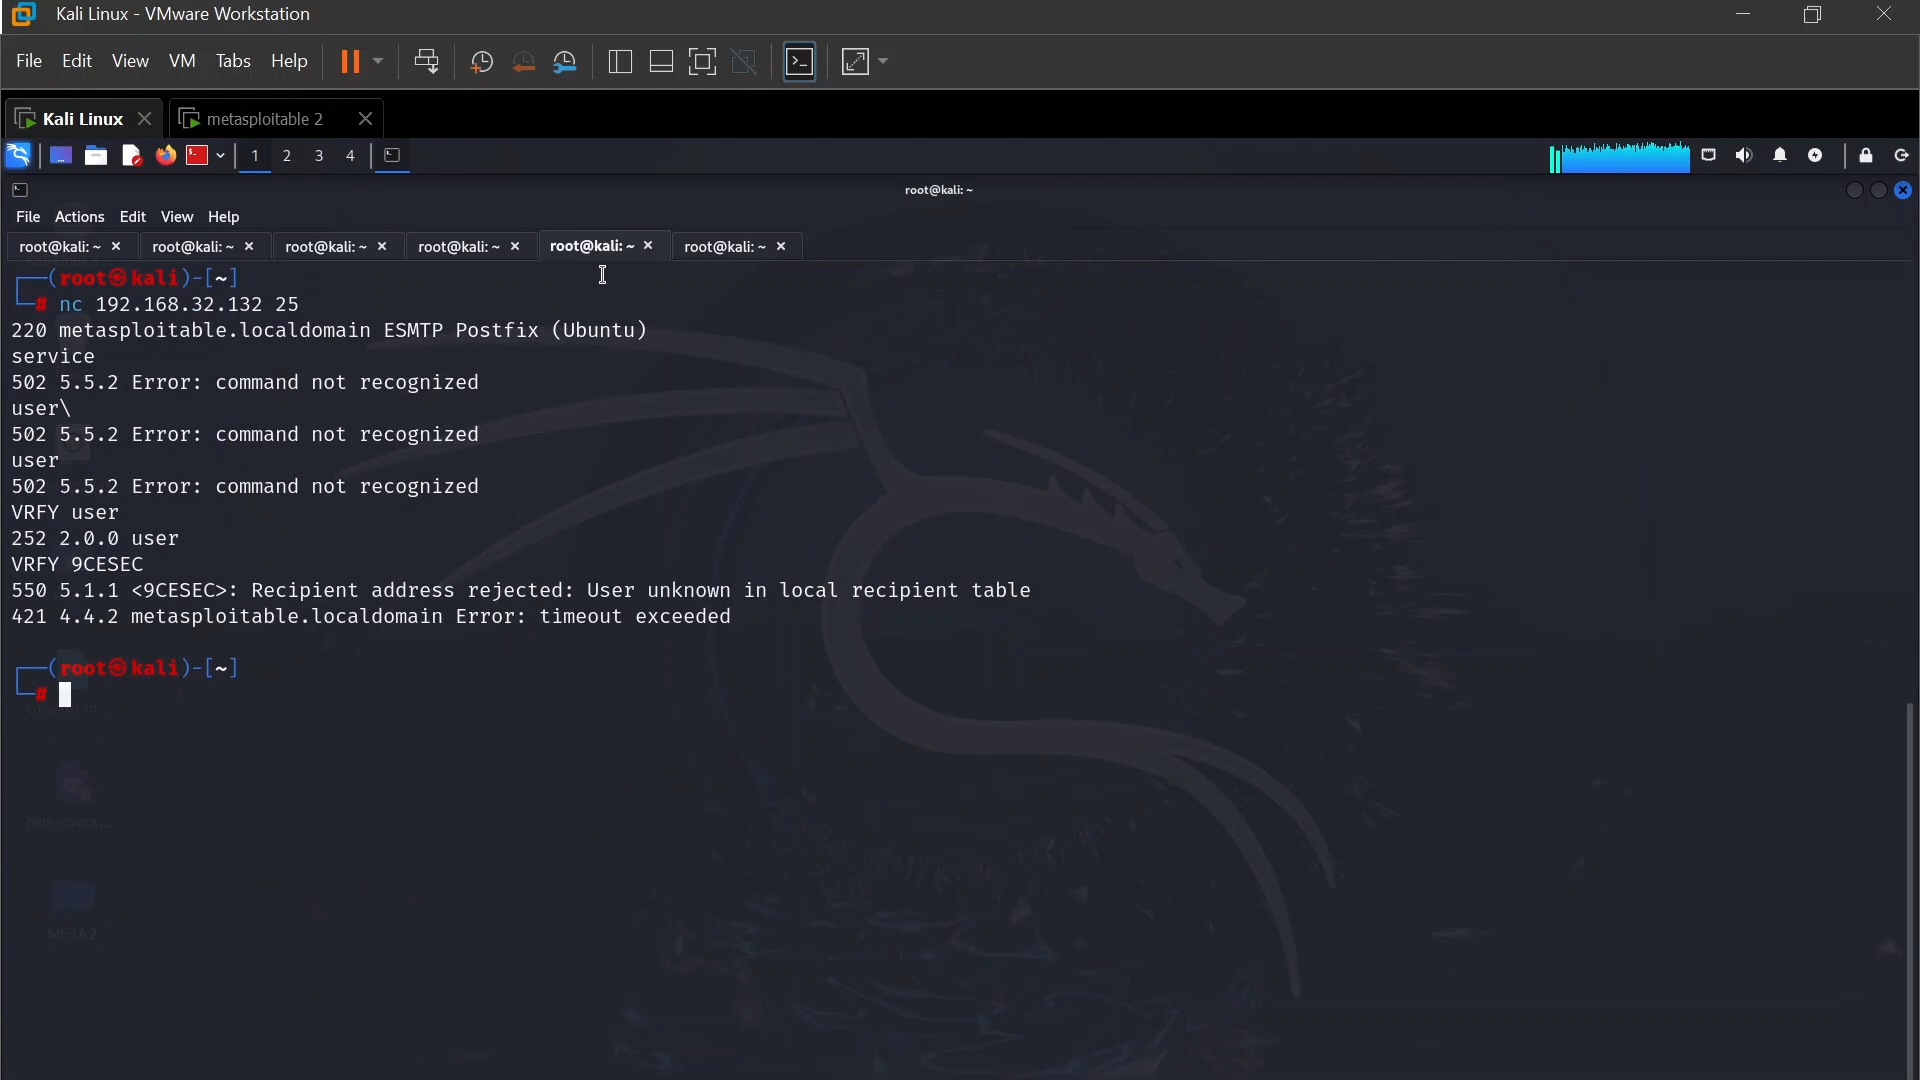 Kali Linux - VMware Workstation
File Edit View VM Tabs Help
Kali Linux metasploitable 2
1 2 3 4
root@kali: ~
File Actions Edit View Help
root@kali: ~ root@kali: ~ root@kali: ~ root@kali: ~ root@kali: ~ root@kali: ~
┌──(root㉿kali)-[~]
└─# nc 192.168.32.132 25
220 metasploitable.localdomain ESMTP Postfix (Ubuntu)
service
502 5.5.2 Error: command not recognized
user\
502 5.5.2 Error: command not recognized
user
502 5.5.2 Error: command not recognized
VRFY user
252 2.0.0 user
VRFY 9CESEC
550 5.1.1 <9CESEC>: Recipient address rejected: User unknown in local recipient table
421 4.4.2 metasploitable.localdomain Error: timeout exceeded
┌──(root㉿kali)-[~]
└─#
php-revers...
META 2